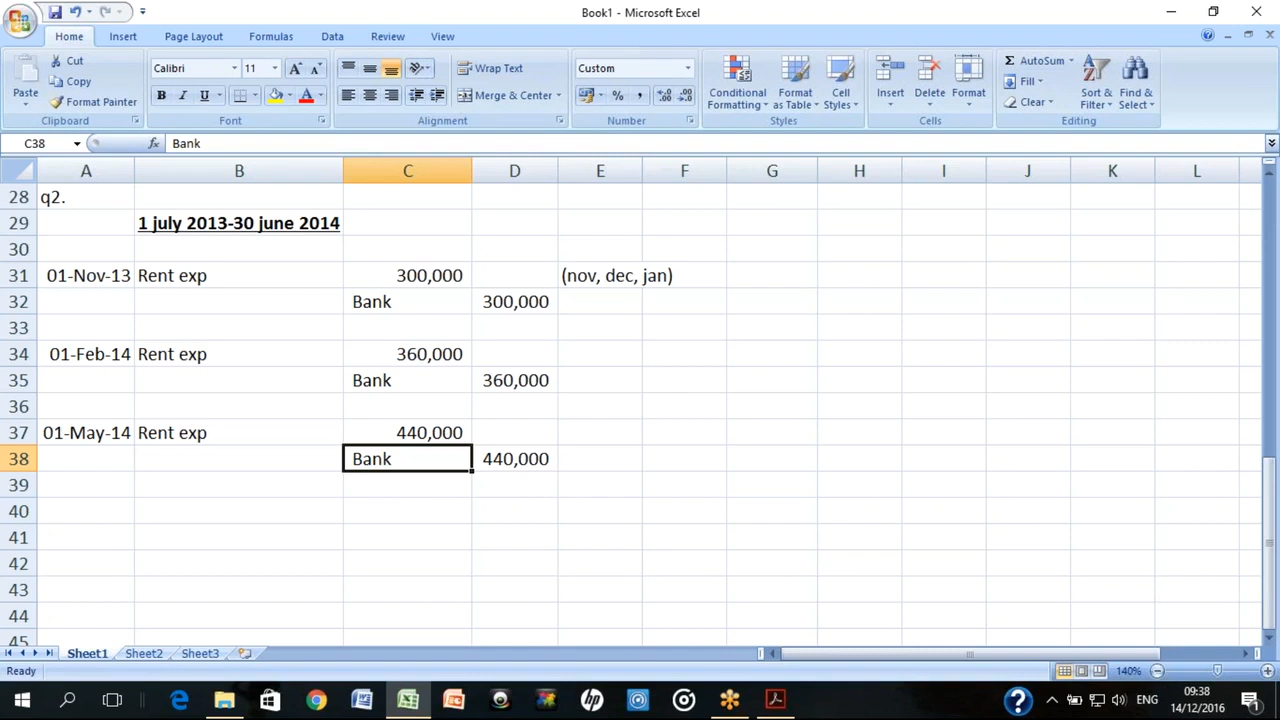 Book1 - Microsoft Excel
Home Insert Page Layout Formulas Data Review View
Paste Cut Copy Format Painter
Calibri 11 A A
B I U A
Wrap Text
Merge & Center
Custom
% ,
Conditional Formatting Format as Table Cell Styles
Insert Delete Format
Σ AutoSum Fill Clear
Sort & Filter Find & Select
Clipboard Font Alignment Number Styles Cells Editing
C38 fx Bank
A B C D E F G H I J K L
28 q2.
29 1 july 2013-30 june 2014
30
31 01-Nov-13 Rent exp 300,000 (nov, dec, jan)
32 Bank 300,000
33
34 01-Feb-14 Rent exp 360,000
35 Bank 360,000
36
37 01-May-14 Rent exp 440,000
38 Bank 440,000
39
40
41
42
43
44
45
Sheet1 Sheet2 Sheet3
Ready 140%
ENG 09:38
14/12/2016